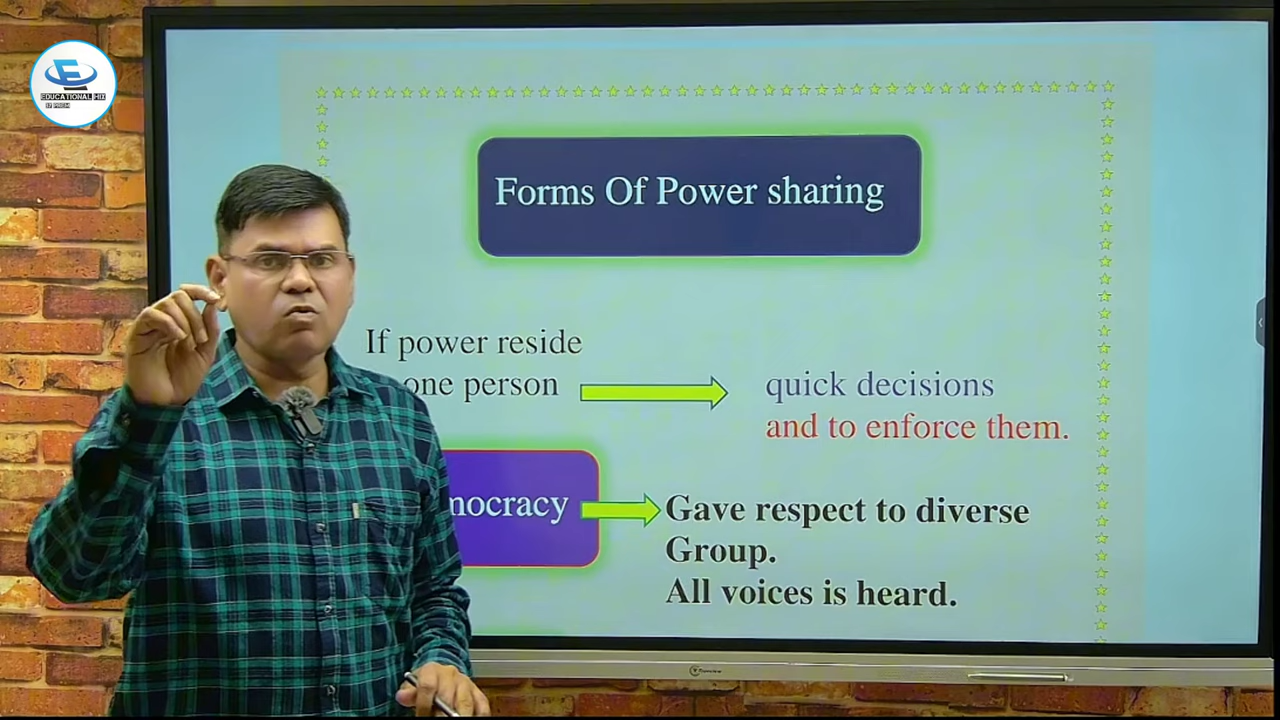 EDUCATIONAL HIX
Forms Of Power sharing
If power reside
one person
quick decisions
and to enforce them.
mocracy
Gave respect to diverse
Group.
All voices is heard.